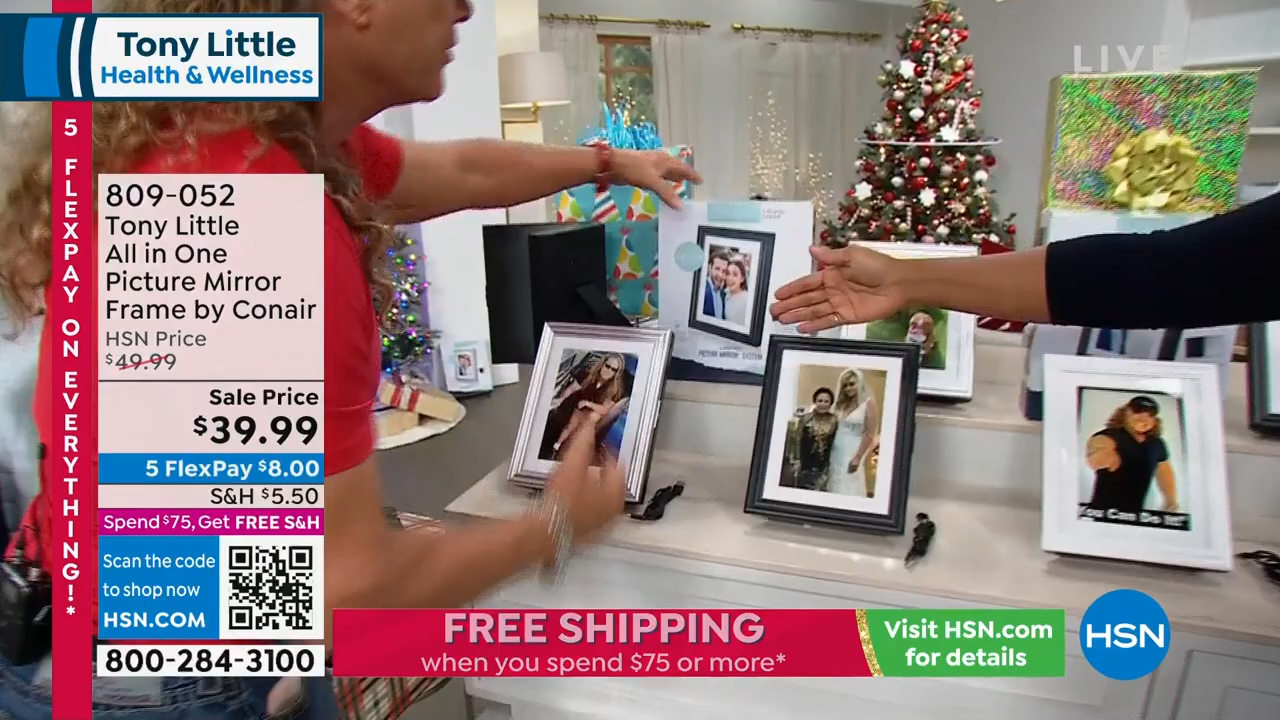 Tony Little
Health & Wellness
LIVE
5 FLEXPAY ON EVERYTHING!*
809-052
Tony Little
All in One
Picture Mirror
Frame by Conair
HSN Price
$49.99
Sale Price
$39.99
5 FlexPay $8.00
S&H $5.50
Spend $75, Get FREE S&H
Scan the code
to shop now
HSN.COM
800-284-3100
PICTURE MIRROR SYSTEM
You Can Do It!
FREE SHIPPING
when you spend $75 or more*
Visit HSN.com
for details
HSN